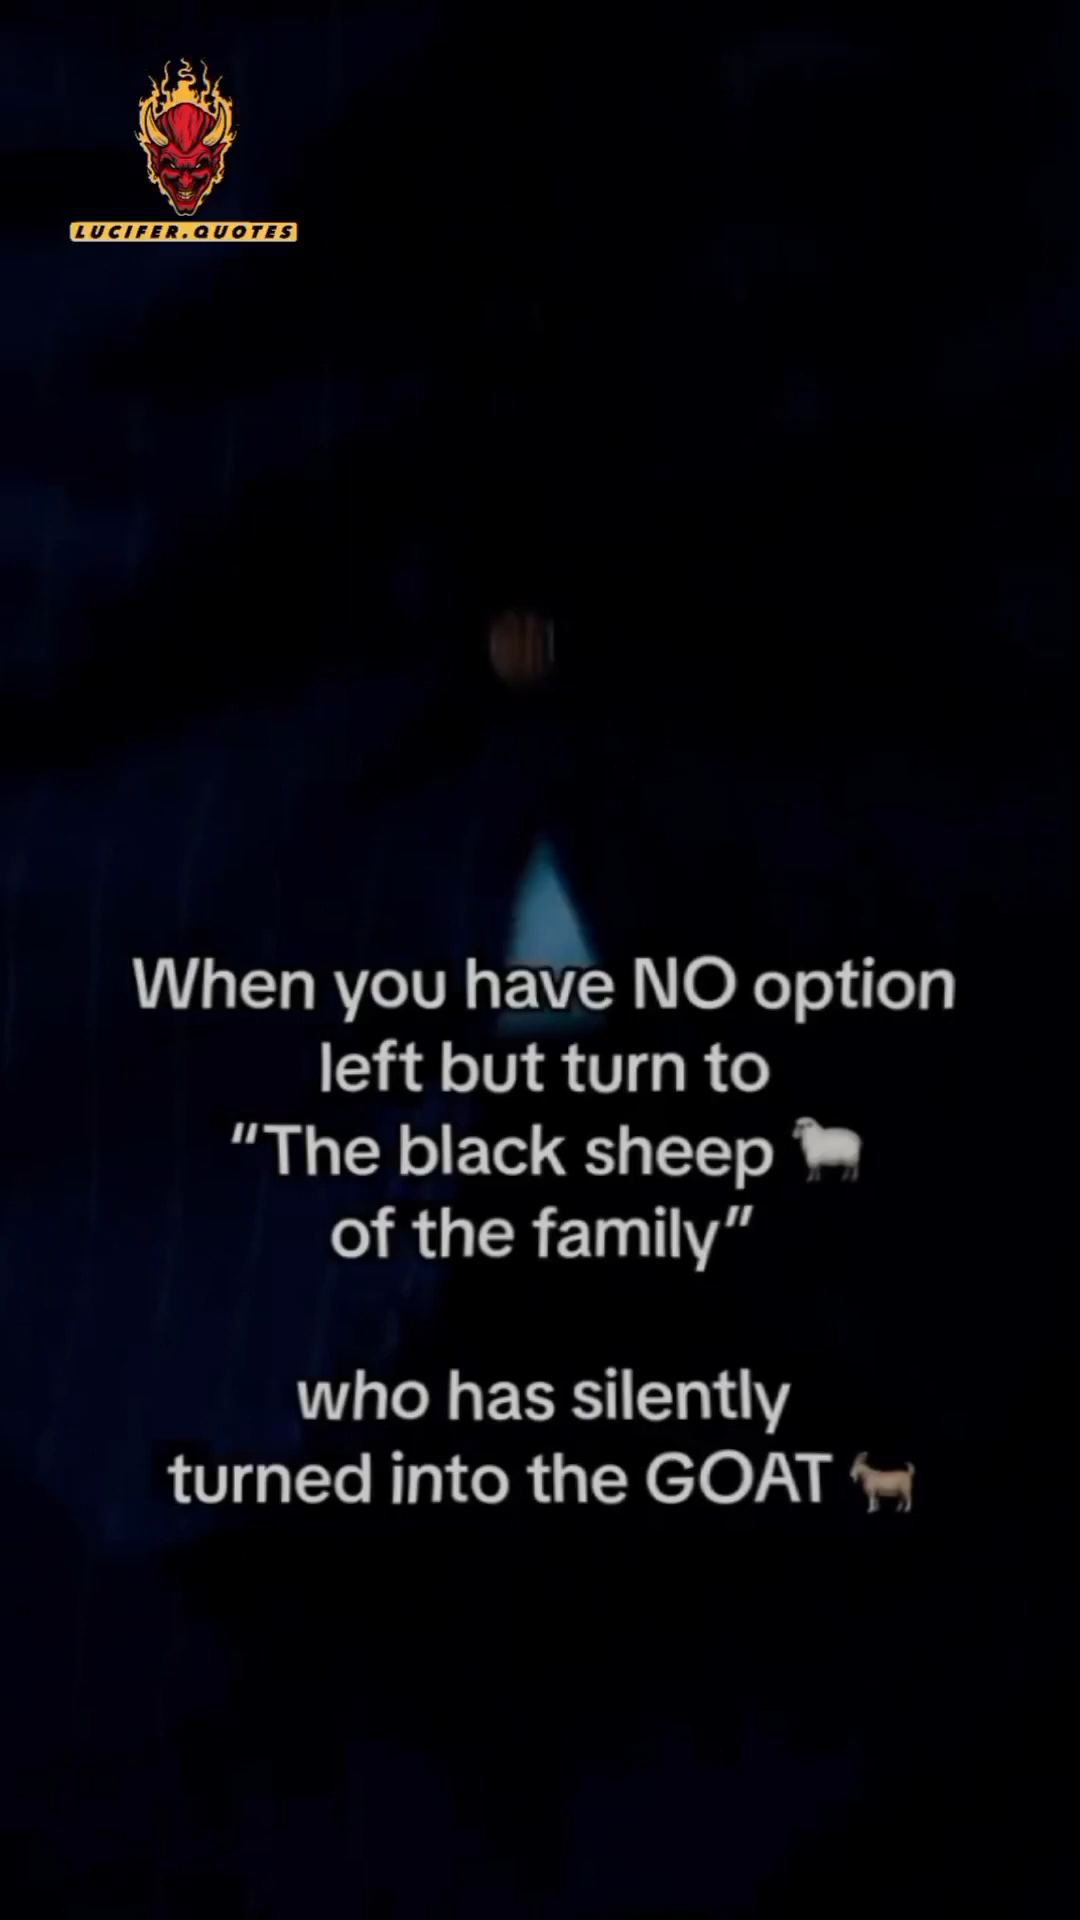 LUCIFER.QUOTES
When you have NO option
left but turn to
“The black sheep 🐑
of the family”
who has silently
turned into the GOAT 🐐